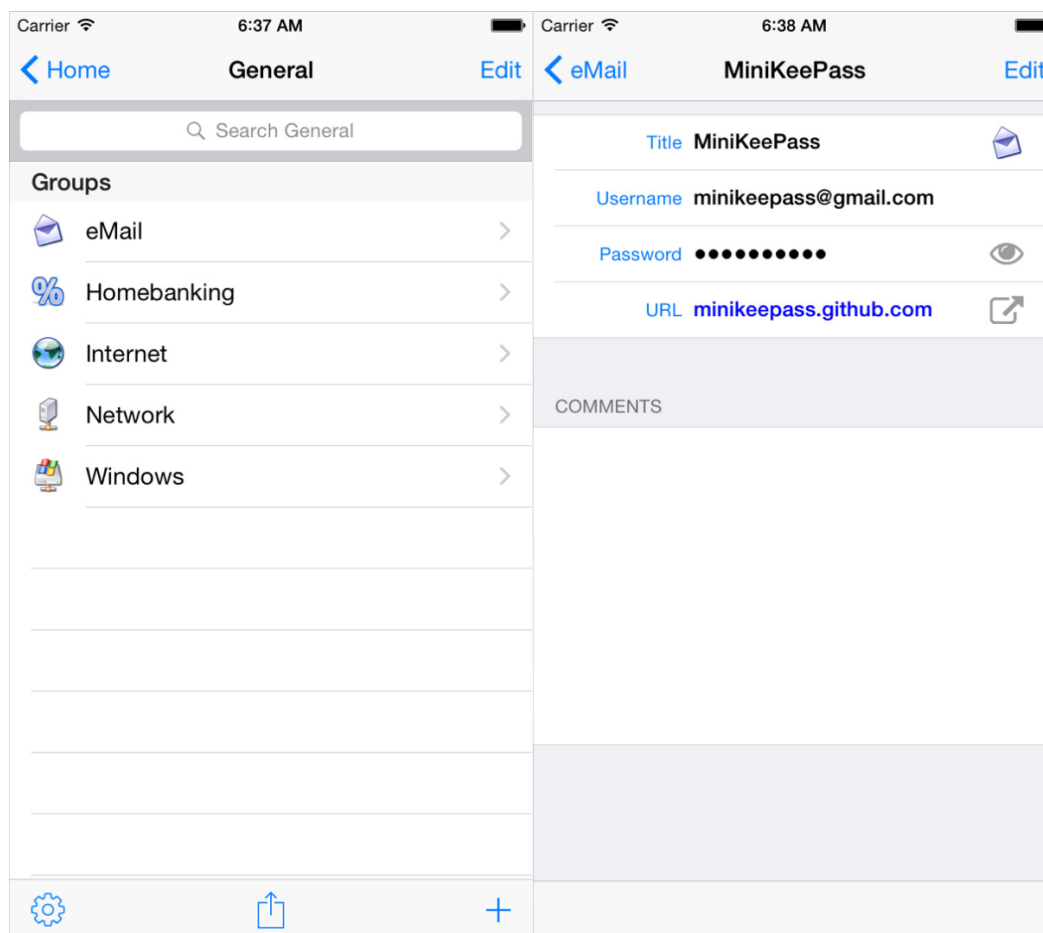 Carrier 6:37 AM
Home General Edit
Search General
Groups
eMail
Homebanking
Internet
Network
Windows
Carrier 6:38 AM
eMail MiniKeePass Edit
Title MiniKeePass
Username minikeepass@gmail.com
Password ●●●●●●●●●●
URL minikeepass.github.com
COMMENTS